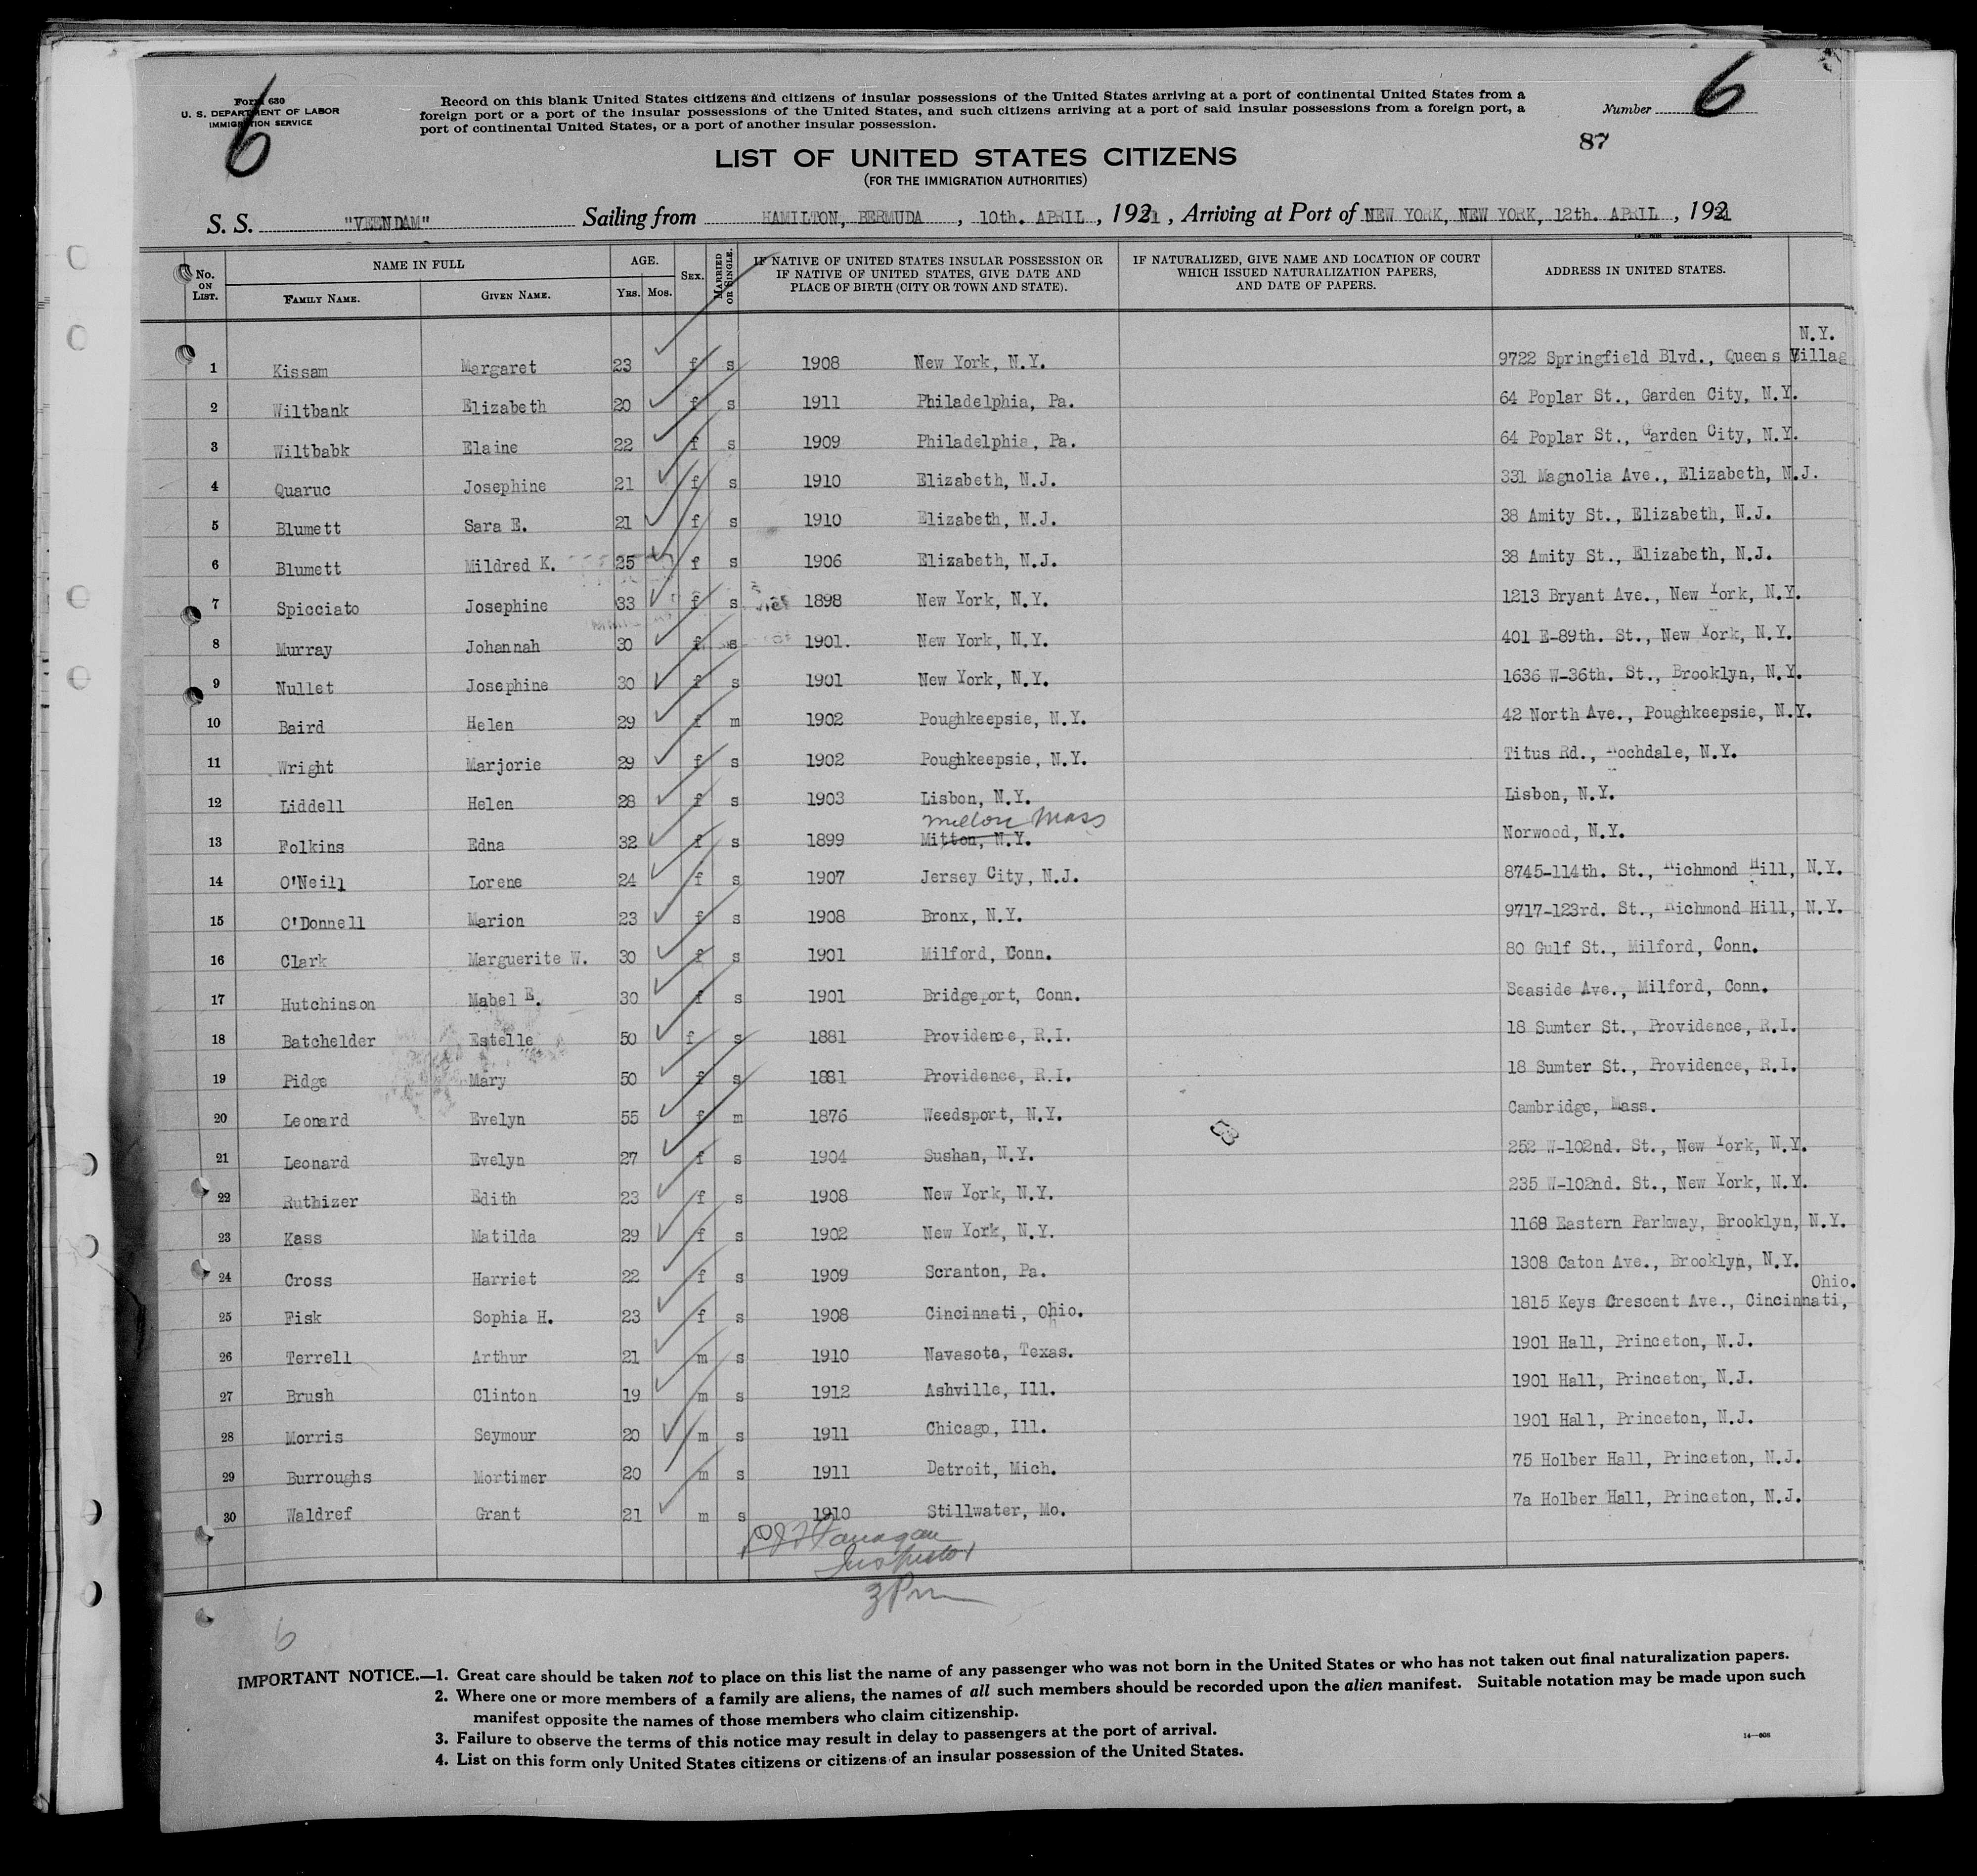 6
6
Form 630
U. S. DEPARTMENT OF LABOR
IMMIGRATION SERVICE
Record on this blank United States citizens and citizens of insular possessions of the United States arriving at a port of continental United States from a
foreign port or a port of the insular possessions of the United States, and such citizens arriving at a port of said insular possessions from a foreign port, a
port of continental United States, or a port of another insular possession.
Number
87
LIST OF UNITED STATES CITIZENS
(FOR THE IMMIGRATION AUTHORITIES)
S. S. "VEENDAM" Sailing from HAMILTON, BERMUDA, 10th. APRIL, 1931, Arriving at Port of NEW YORK, NEW YORK, 12th. APRIL, 1931
No. ON LIST. NAME IN FULL FAMILY NAME. GIVEN NAME. AGE. YRS. MOS. SEX. MARRIED OR SINGLE. IF NATIVE OF UNITED STATES INSULAR POSSESSION OR IF NATIVE OF UNITED STATES, GIVE DATE AND PLACE OF BIRTH (CITY OR TOWN AND STATE). IF NATURALIZED, GIVE NAME AND LOCATION OF COURT WHICH ISSUED NATURALIZATION PAPERS, AND DATE OF PAPERS. ADDRESS IN UNITED STATES.
1 Kissam Margaret 23 f s 1908 New York, N.Y. 9722 Springfield Blvd., Queens Villag N.Y.
2 Wiltbank Elizabeth 20 f s 1911 Philadelphia, Pa. 64 Poplar St., Garden City, N.Y.
3 Wiltbabk Elaine 22 f s 1909 Philadelphia, Pa. 64 Poplar St., Garden City, N.Y.
4 Quaruc Josephine 21 f s 1910 Elizabeth, N.J. 331 Magnolia Ave., Elizabeth, N.J.
5 Blumett Sara E. 21 f s 1910 Elizabeth, N.J. 38 Amity St., Elizabeth, N.J.
6 Blumett Mildred K. 25 f s 1906 Elizabeth, N.J. 38 Amity St., Elizabeth, N.J.
7 Spicciato Josephine 33 f s 1898 New York, N.Y. 1213 Bryant Ave., New York, N.Y.
8 Murray Johannah 30 f s 1901. New York, N.Y. 401 E-89th. St., New York, N.Y.
9 Nullet Josephine 30 f s 1901 New York, N.Y. 1636 W-36th. St., Brooklyn, N.Y.
10 Baird Helen 29 f m 1902 Poughkeepsie, N.Y. 42 North Ave., Poughkeepsie, N.Y.
11 Wright Marjorie 29 f s 1902 Poughkeepsie, N.Y. Titus Rd., Rochdale, N.Y.
12 Liddell Helen 28 f s 1903 Lisbon, N.Y. Lisbon, N.Y.
Mass
13 Folkins Edna 32 f s 1899 Mitton, N.Y. Norwood, N.Y.
14 O'Neill Lorene 24 f s 1907 Jersey City, N.J. 8745-114th. St., Richmond Hill, N.Y.
15 O'Donnell Marion 23 f s 1908 Bronx, N.Y. 9717-123rd. St., Richmond Hill, N.Y.
16 Clark Marguerite W. 30 f s 1901 Milford, Conn. 80 Gulf St., Milford, Conn.
17 Hutchinson Mabel E. 30 f s 1901 Bridgeport, Conn. Seaside Ave., Milford, Conn.
18 Batchelder Estelle 50 f s 1881 Providence, R.I. 18 Sumter St., Providence, R.I.
19 Pidge Mary 50 f s 1881 Providence, R.I. 18 Sumter St., Providence, R.I.
20 Leonard Evelyn 55 f m 1876 Weedsport, N.Y. Cambridge, Mass.
21 Leonard Evelyn 27 f s 1904 Sushan, N.Y. 252 W-102nd. St., New York, N.Y.
22 Ruthizer Edith 23 f s 1908 New York, N.Y. 235 W-102nd. St., New York, N.Y.
23 Kass Matilda 29 f s 1902 New York, N.Y. 1168 Eastern Parkway, Brooklyn, N.Y.
24 Cross Harriet 22 f s 1909 Scranton, Pa. 1308 Caton Ave., Brooklyn, N.Y.
25 Fisk Sophia H. 23 f s 1908 Cincinnati, Ohio. 1815 Keys Crescent Ave., Cincinnati, Ohio.
26 Terrell Arthur 21 m s 1910 Navasota, Texas. 1901 Hall, Princeton, N.J.
27 Brush Clinton 19 m s 1912 Ashville, Ill. 1901 Hall, Princeton, N.J.
28 Morris Seymour 20 m s 1911 Chicago, Ill. 1901 Hall, Princeton, N.J.
29 Burroughs Mortimer 20 m s 1911 Detroit, Mich. 75 Holber Hall, Princeton, N.J.
30 Waldref Grant 21 m s 1910 Stillwater, Mo. 7a Holber Hall, Princeton, N.J.
Flanagan
Inspector
3 Pm
6
IMPORTANT NOTICE.—1. Great care should be taken not to place on this list the name of any passenger who was not born in the United States or who has not taken out final naturalization papers.
2. Where one or more members of a family are aliens, the names of all such members should be recorded upon the alien manifest. Suitable notation may be made upon such
manifest opposite the names of those members who claim citizenship.
3. Failure to observe the terms of this notice may result in delay to passengers at the port of arrival.
4. List on this form only United States citizens or citizens of an insular possession of the United States.
14—808